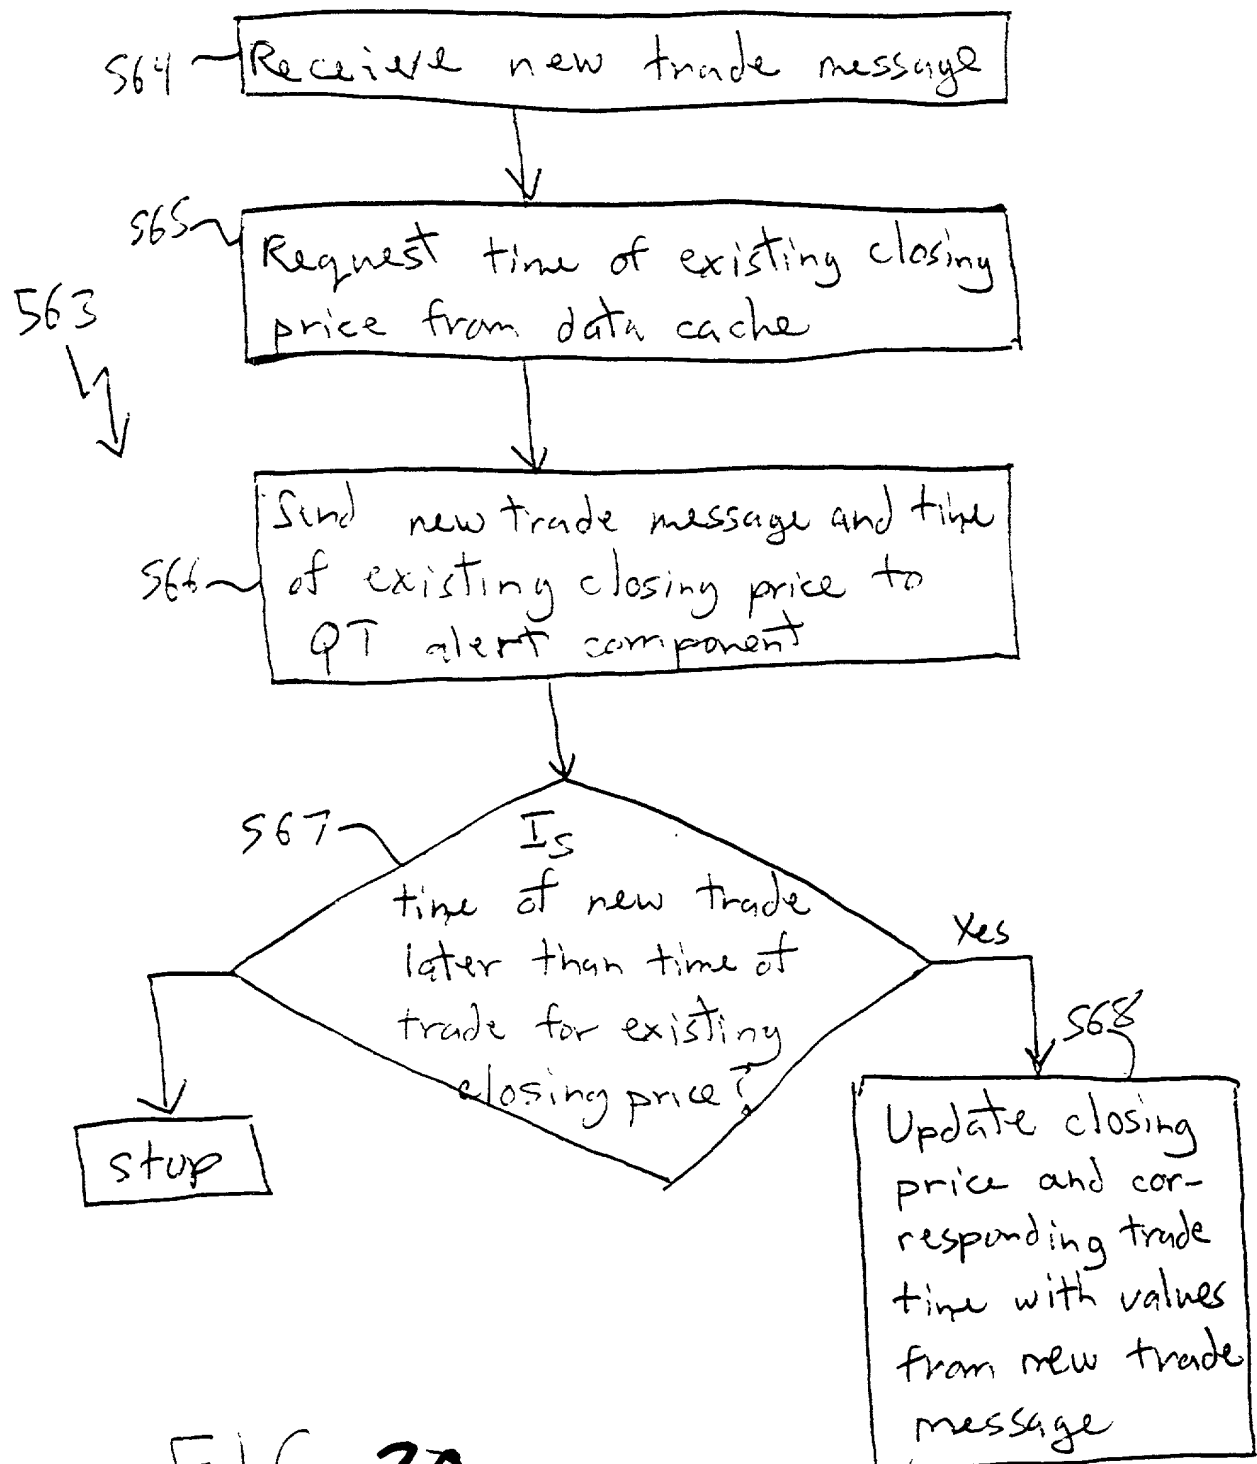 564
Receieve new trade message
565
Request time of existing closing
price from data cache
563
Send new trade message and time
566
of existing closing price to
QT alert component
567
Is
time of new trade
later than time of
trade for existing
closing price?
Yes
568
stop
Update closing
price and cor-
responding trade
time with values
from new trade
message
FIG